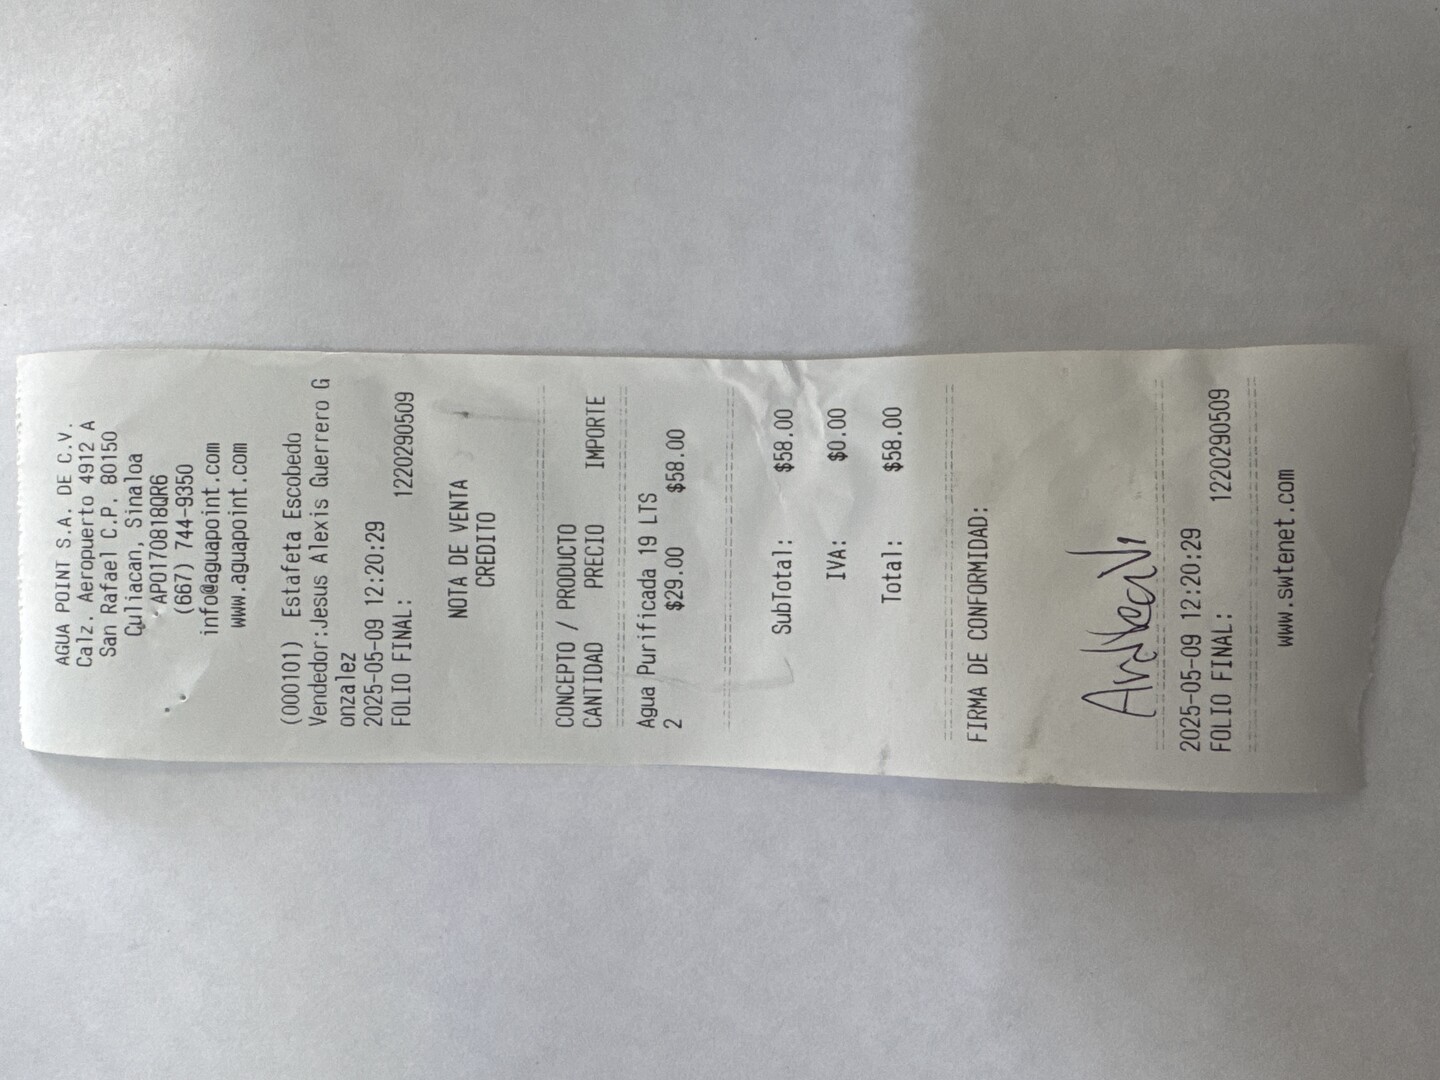 AGUA POINT S.A. DE C.V.
Calz. Aeropuerto 4912 A
San Rafael C.P. 80150
Culiacan, Sinaloa
APO170818QR6
(667) 744-9350
info@aguapoint.com
www.aguapoint.com
(000101) Estafeta Escobedo
Vendedor:Jesus Alexis Guerrero G
onzalez
2025-05-09 12:20:29
FOLIO FINAL: 1220290509
NOTA DE VENTA
CREDITO
CONCEPTO / PRODUCTO
CANTIDAD PRECIO IMPORTE
Agua Purificada 19 LTS
2 $29.00 $58.00
SubTotal: $58.00
IVA: $0.00
Total: $58.00
FIRMA DE CONFORMIDAD:
2025-05-09 12:20:29
FOLIO FINAL: 1220290509
www.swtenet.com